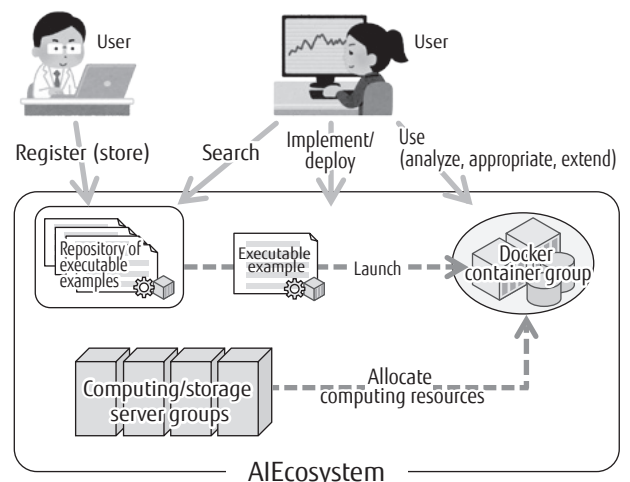 User
User
Register (store)
Search
Implement/
deploy
Use
(analyze, appropriate, extend)
Repository of
executable
examples
Executable
example
Launch
Docker
container group
Computing/storage
server groups
Allocate
computing resources
AIEcosystem